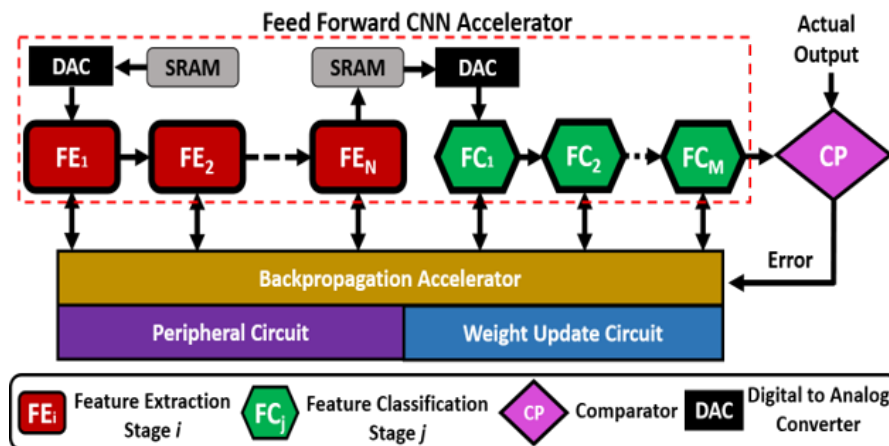 Feed Forward CNN Accelerator
Actual
Output
DAC
SRAM
SRAM
DAC
FE1
FE2
FEN
FC1
FC2
FCM
CP
Backpropagation Accelerator
Error
Peripheral Circuit
Weight Update Circuit
FEi
Feature Extraction
Stage i
FCj
Feature Classification
Stage j
CP
Comparator
DAC
Digital to Analog
Converter